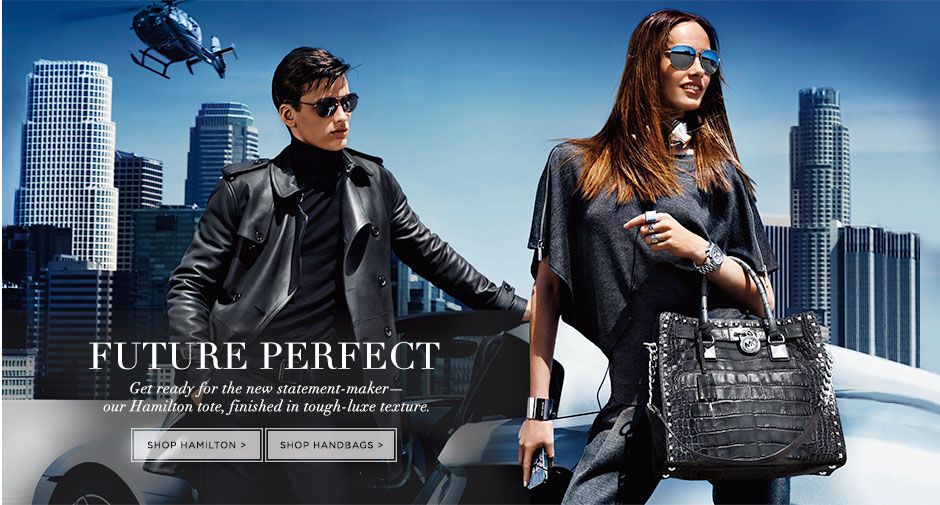 FUTURE PERFECT
Get ready for the new statement-maker—
our Hamilton tote, finished in tough-luxe texture.
SHOP HAMILTON >
SHOP HANDBAGS >